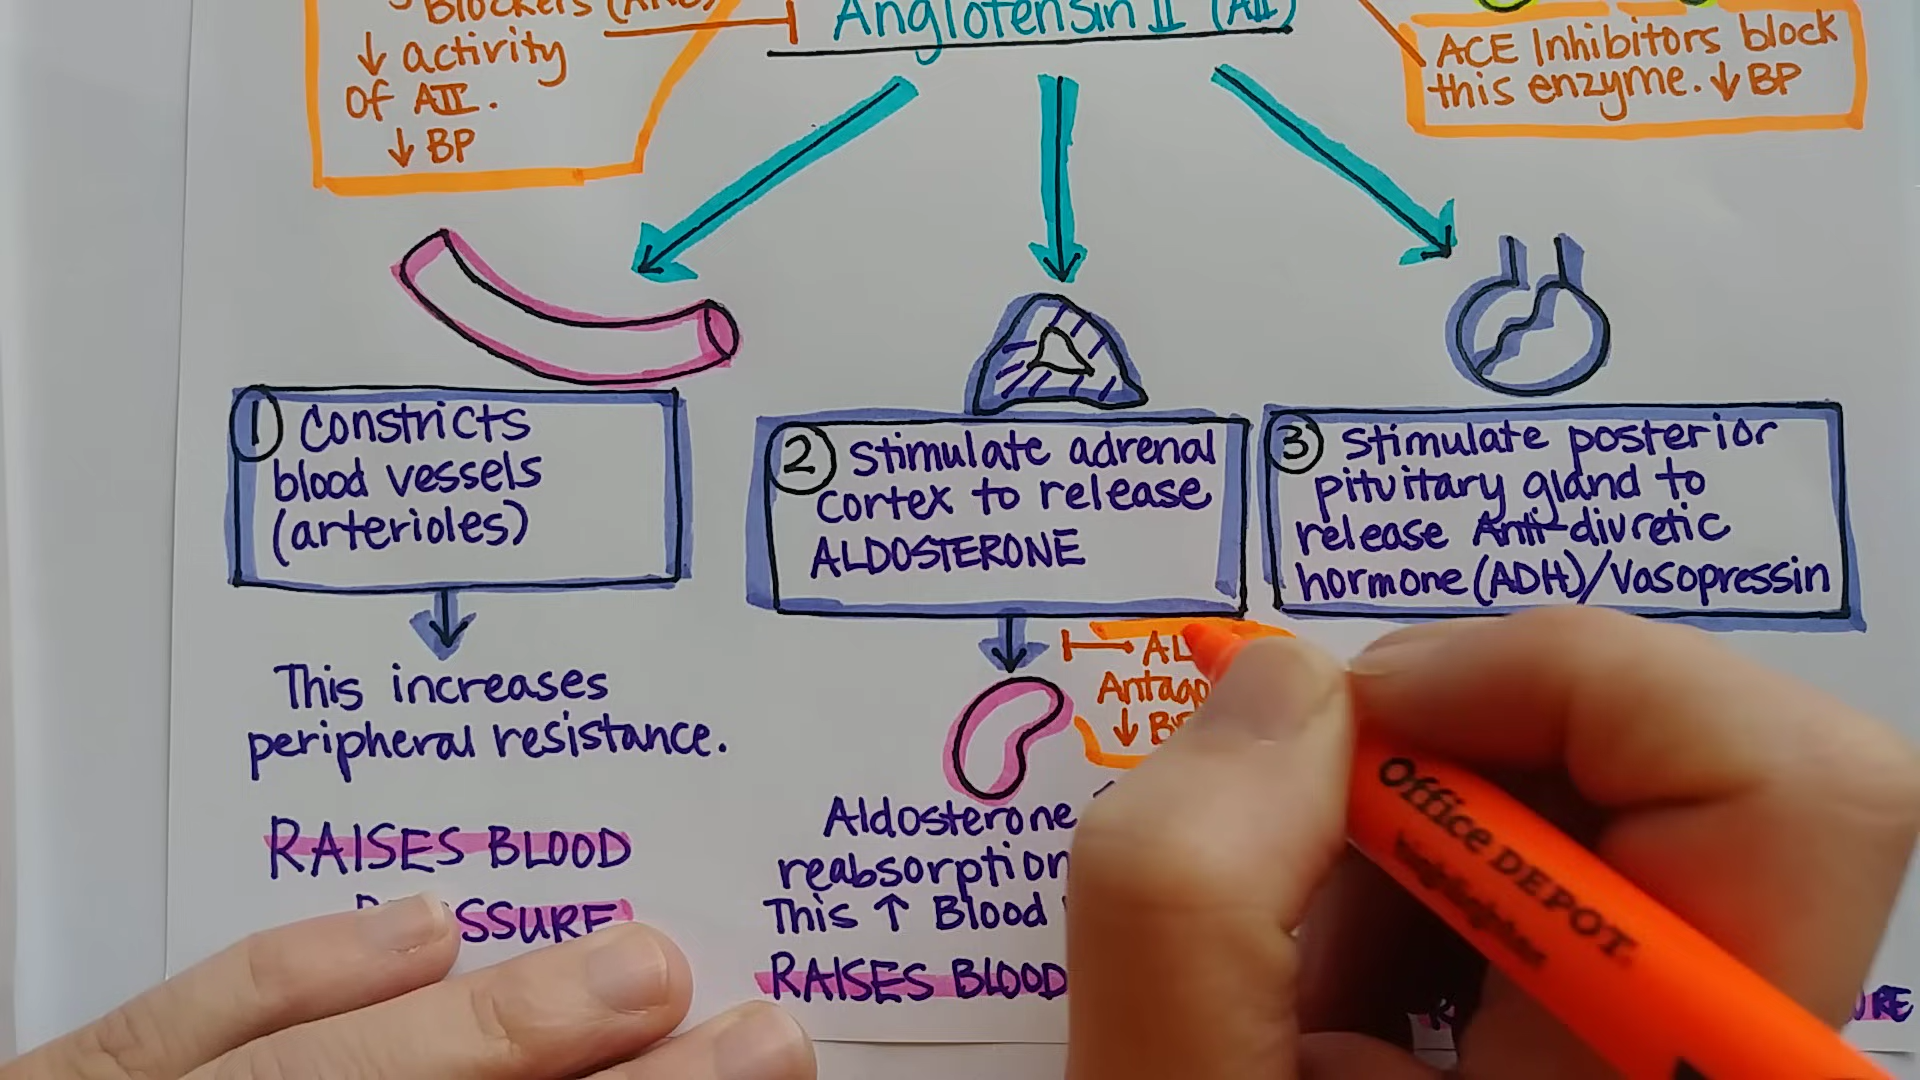 Blockers (ARB)
↓ activity
of AII.
↓ BP
Angiotensin II (AII)
ACE Inhibitors block
this enzyme. ↓ BP
① Constricts
blood vessels
(arterioles)
② Stimulate adrenal
cortex to release
ALDOSTERONE
③ Stimulate posterior
pituitary gland to
release Anti-diuretic
hormone (ADH)/Vasopressin
This increases
peripheral resistance.
RAISES BLOOD
Aldosterone
reabsorption
This ↑ Blood
RAISES BLOOD
Office DEPOT.
highlighter